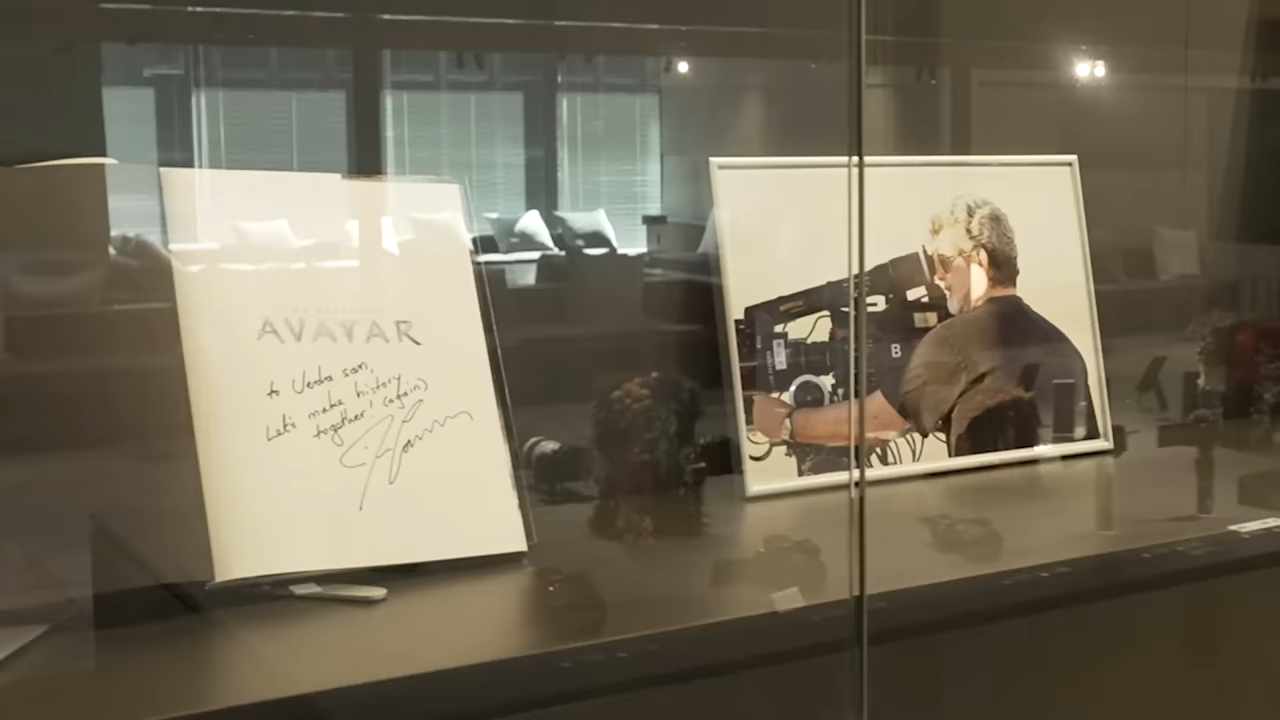 AVATAR
to Ueda san,
Let's make history
together! (again)
B